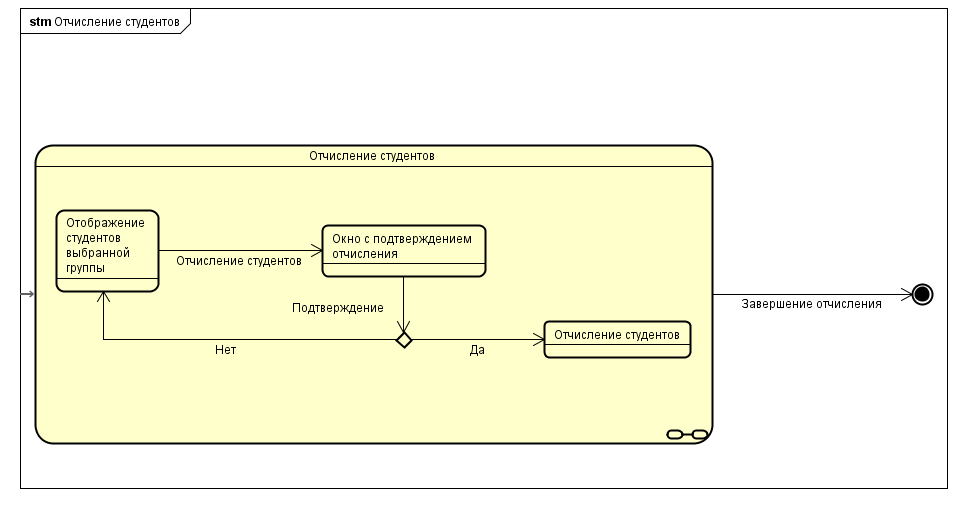 stm Отчисление студентов
Отчисление студентов
Отображение
студентов
выбранной
группы
Отчисление студентов
Окно с подтверждением
отчисления
Подтверждение
Нет
Да
Отчисление студентов
Завершение отчисления